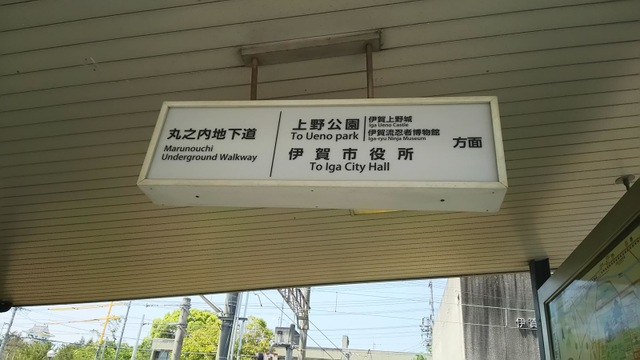 丸之内地下道
Marunouchi
Underground Walkway
上野公園
To Ueno park
伊賀上野城
Iga Ueno Castle
伊賀流忍者博物館
Iga-ryu Ninja Museum
伊賀市役所
To Iga City Hall
方面
伊